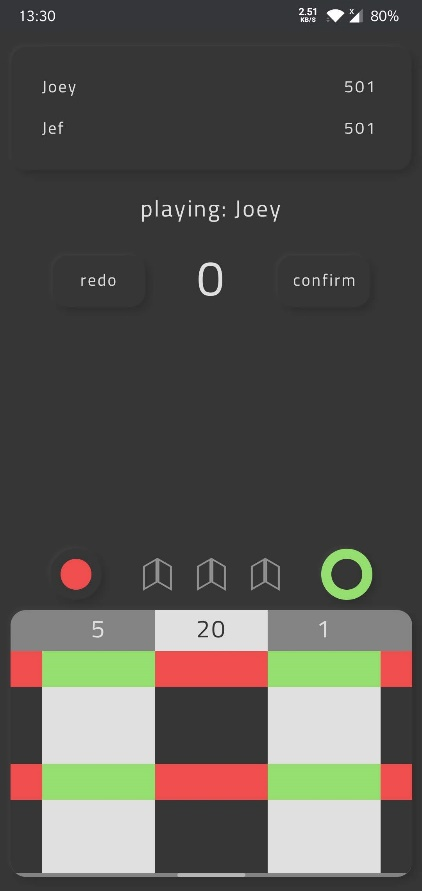 13:30 2.51 KB/S X 80%
Joey 501
Jef 501
playing: Joey
redo 0 confirm
5 20 1